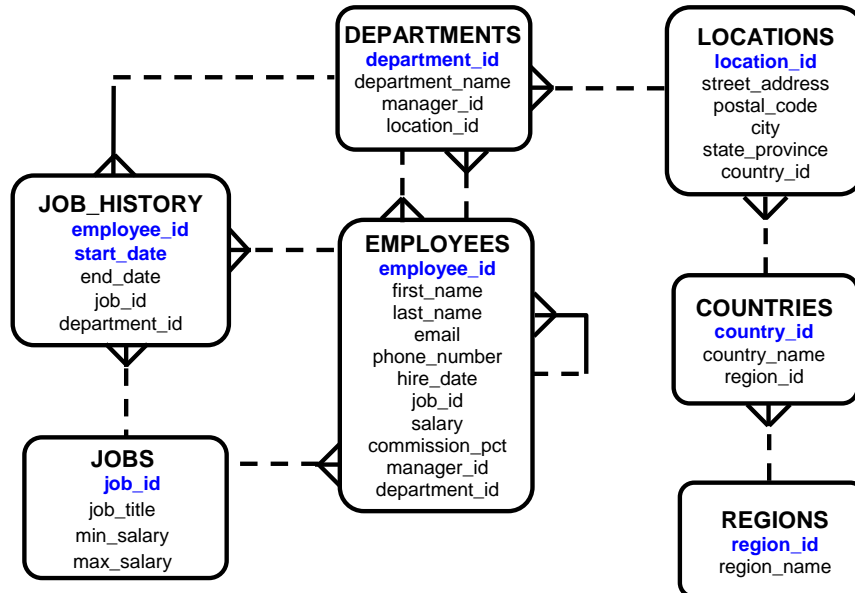 DEPARTMENTS
department_id
department_name
manager_id
location_id
LOCATIONS
location_id
street_address
postal_code
city
state_province
country_id
JOB_HISTORY
employee_id
start_date
end_date
job_id
department_id
EMPLOYEES
employee_id
first_name
last_name
email
phone_number
hire_date
job_id
salary
commission_pct
manager_id
department_id
COUNTRIES
country_id
country_name
region_id
JOBS
job_id
job_title
min_salary
max_salary
REGIONS
region_id
region_name